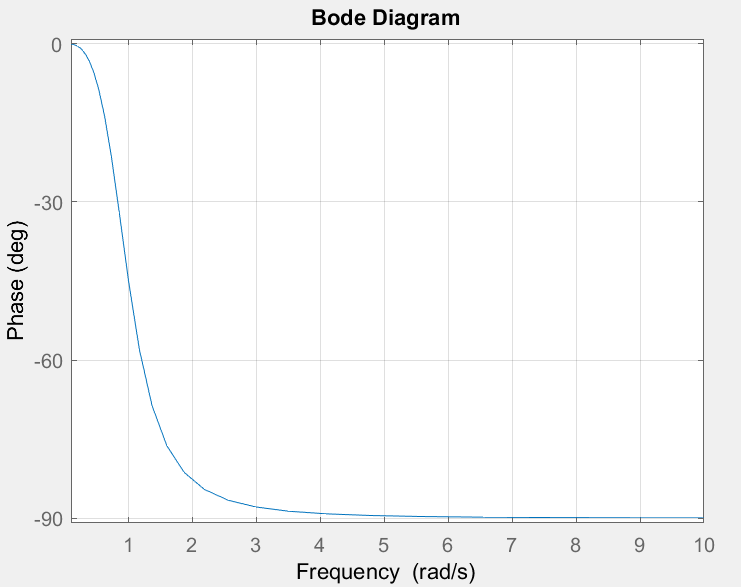 Bode Diagram
Phase (deg)
0
-30
-60
-90
1 2 3 4 5 6 7 8 9 10
Frequency (rad/s)